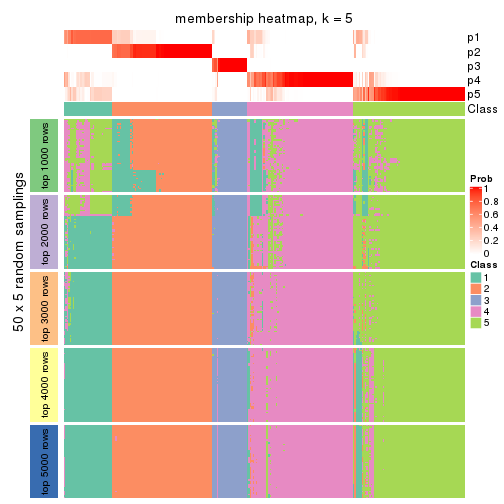 membership heatmap, k = 5
p1
p2
p3
p4
p5
Class
50 x 5 random samplings
top 1000 rows
top 2000 rows
top 3000 rows
top 4000 rows
top 5000 rows
Prob
1
0.8
0.6
0.4
0.2
0
Class
1
2
3
4
5